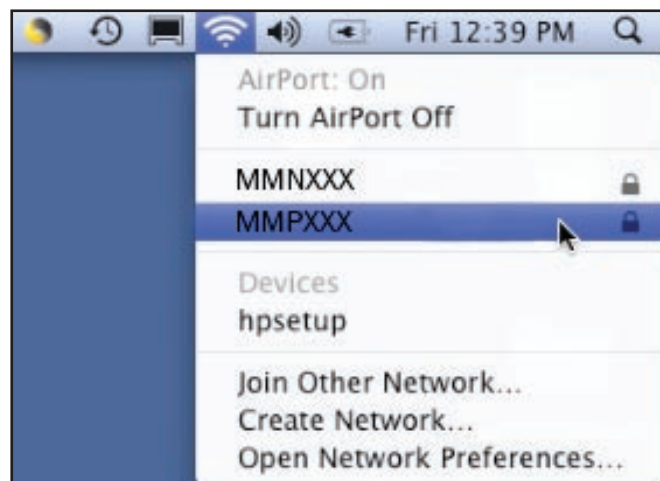 Fri 12:39 PM
AirPort: On
Turn AirPort Off
MMNXXX
MMPXXX
Devices
hpsetup
Join Other Network...
Create Network...
Open Network Preferences...